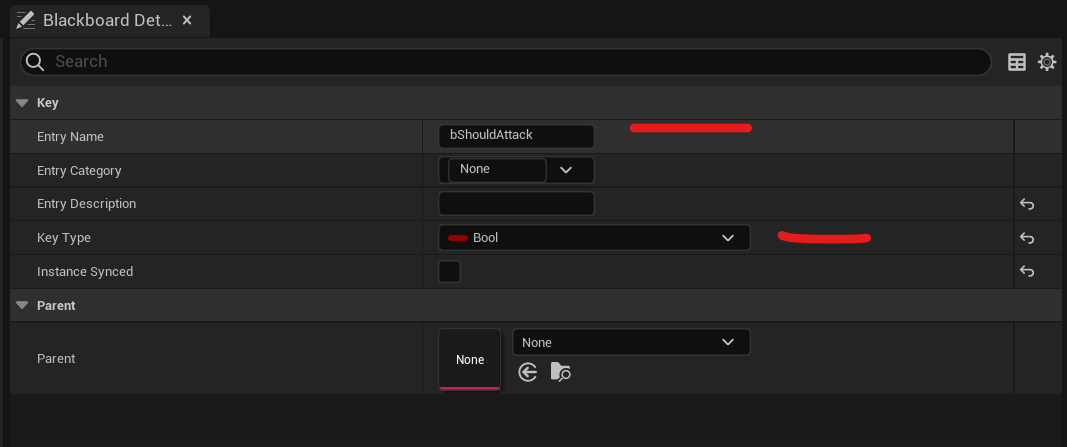 Blackboard Det...
Search
Key
Entry Name bShouldAttack
Entry Category None
Entry Description
Key Type Bool
Instance Synced
Parent
Parent None None